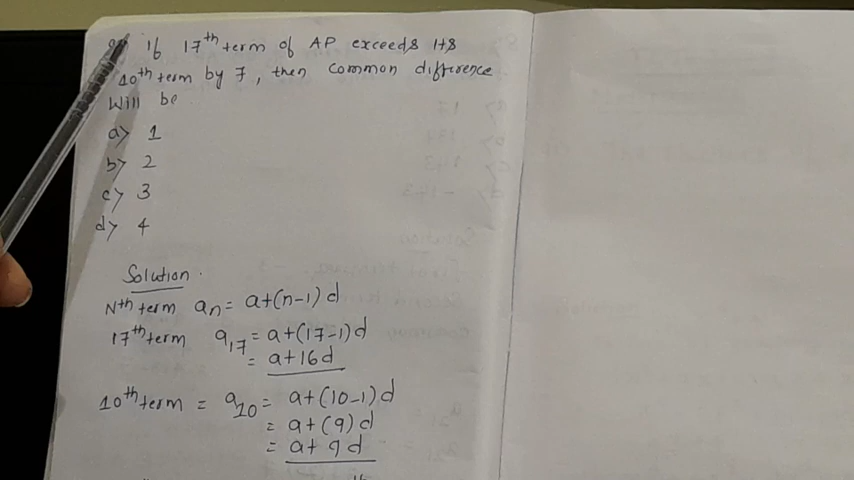 If 17th term of AP exceeds its
10th term by 7, then common difference
Will be
a> 1
b> 2
c> 3
d> 4
Solution.
Nth term an = a+(n-1)d
17th term a17 = a+(17-1)d
= a+16d
10th term = a10 = a+(10-1)d
= a+(9)d
= a+9d